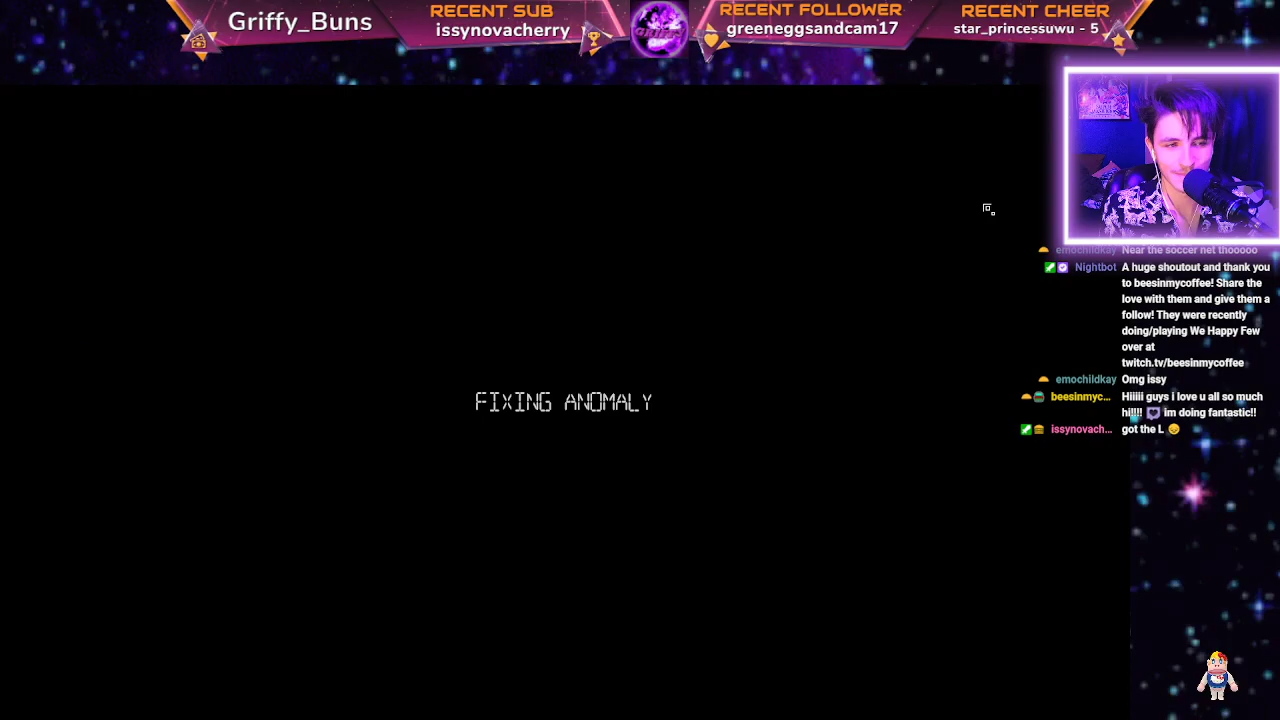 Griffy_Buns
RECENT SUB
issynovacherry
RECENT FOLLOWER
greeneggsandcam17
RECENT CHEER
star_princessuwu - 5
emochildkay Near the soccer net thooooo
Nightbot A huge shoutout and thank you
to beesinmycoffee! Share the
love with them and give them a
follow! They were recently
doing/playing We Happy Few
over at
twitch.tv/beesinmycoffee
emochildkay Omg issy
beesinmyc... Hiiiii guys i love u all so much
hi!!!! im doing fantastic!!
issynovach... got the L
FIXING ANOMALY